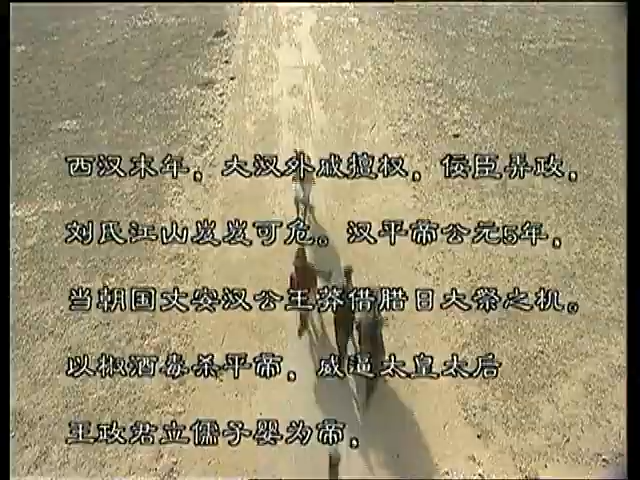 西汉末年，大汉外戚擅权，佞臣弄政，
刘氏江山岌岌可危。汉平帝公元5年，
当朝国丈安汉公王莽借腊日大祭之机。
以椒酒毒杀平帝，威逼太皇太后
王政君立儒子婴为帝，